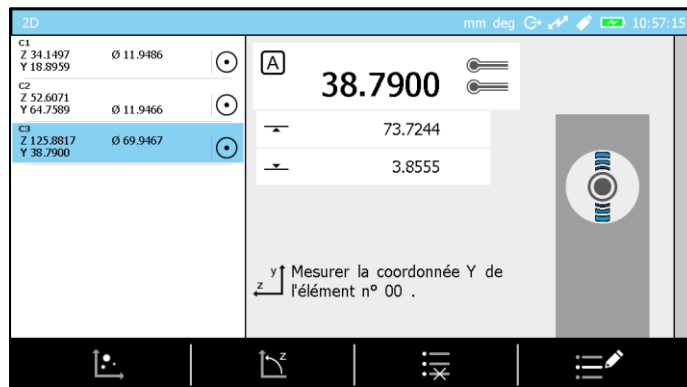 2D mm deg 10:57:15
C1
Z 34.1497 Ø 11.9486
Y 18.8959
C2
Z 52.6071
Y 64.7589 Ø 11.9466
C3
Z 125.8817 Ø 69.9467
Y 38.7900
A
38.7900
73.7244
3.8555
y
z
Mesurer la coordonnée Y de
l'élément n° 00 .
z